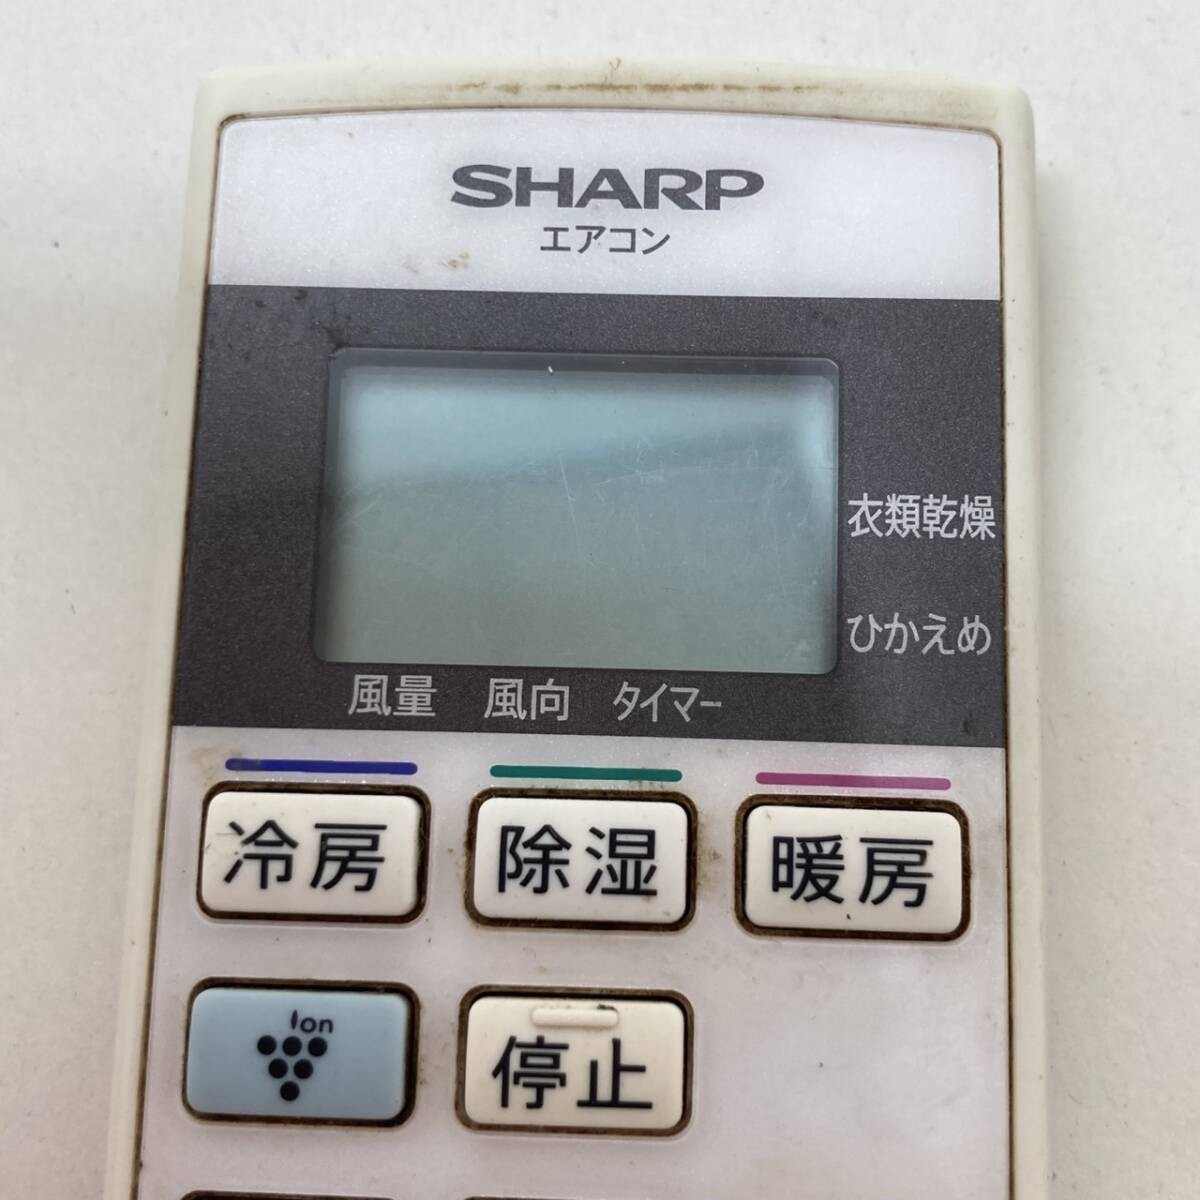 SHARP
エアコン
衣類乾燥
ひかえめ
風量 風向 タイマー
冷房 除湿 暖房
Ion
停止